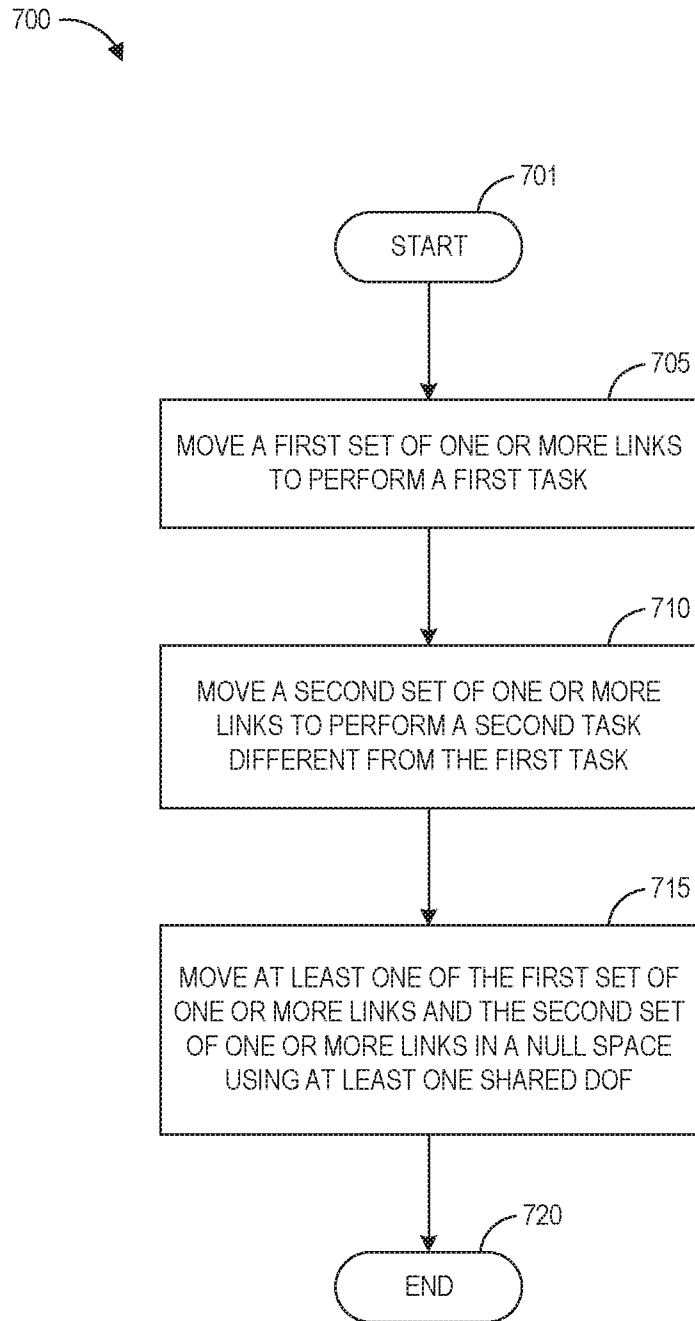 700
701
START
705
MOVE A FIRST SET OF ONE OR MORE LINKS
TO PERFORM A FIRST TASK
710
MOVE A SECOND SET OF ONE OR MORE
LINKS TO PERFORM A SECOND TASK
DIFFERENT FROM THE FIRST TASK
715
MOVE AT LEAST ONE OF THE FIRST SET OF
ONE OR MORE LINKS AND THE SECOND SET
OF ONE OR MORE LINKS IN A NULL SPACE
USING AT LEAST ONE SHARED DOF
720
END